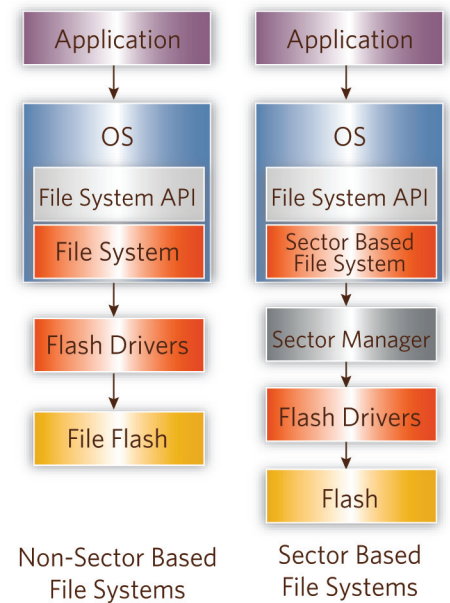 Application
OS
File System API
File System
Flash Drivers
File Flash
Non-Sector Based
File Systems
Application
OS
File System API
Sector Based
File System
Sector Manager
Flash Drivers
Flash
Sector Based
File Systems